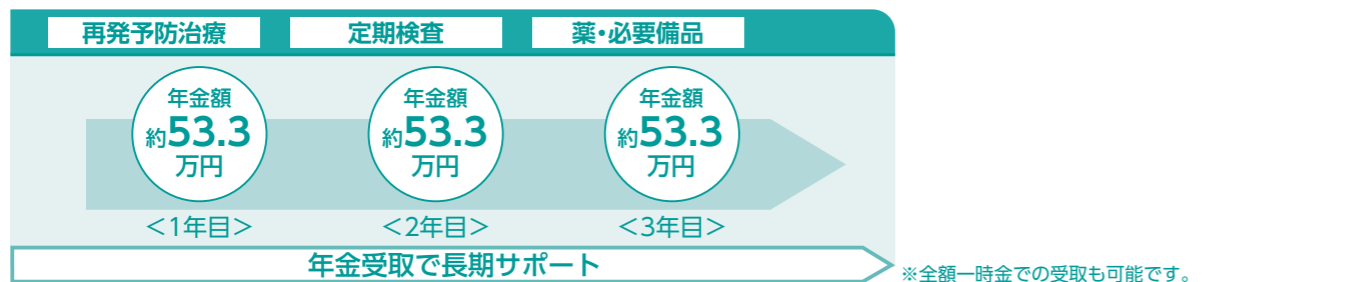 再発予防治療
定期検査
薬・必要備品
年金額
約53.3
万円
年金額
約53.3
万円
年金額
約53.3
万円
＜1年目＞
＜2年目＞
＜3年目＞
年金受取で長期サポート
※全額一時金での受取も可能です。